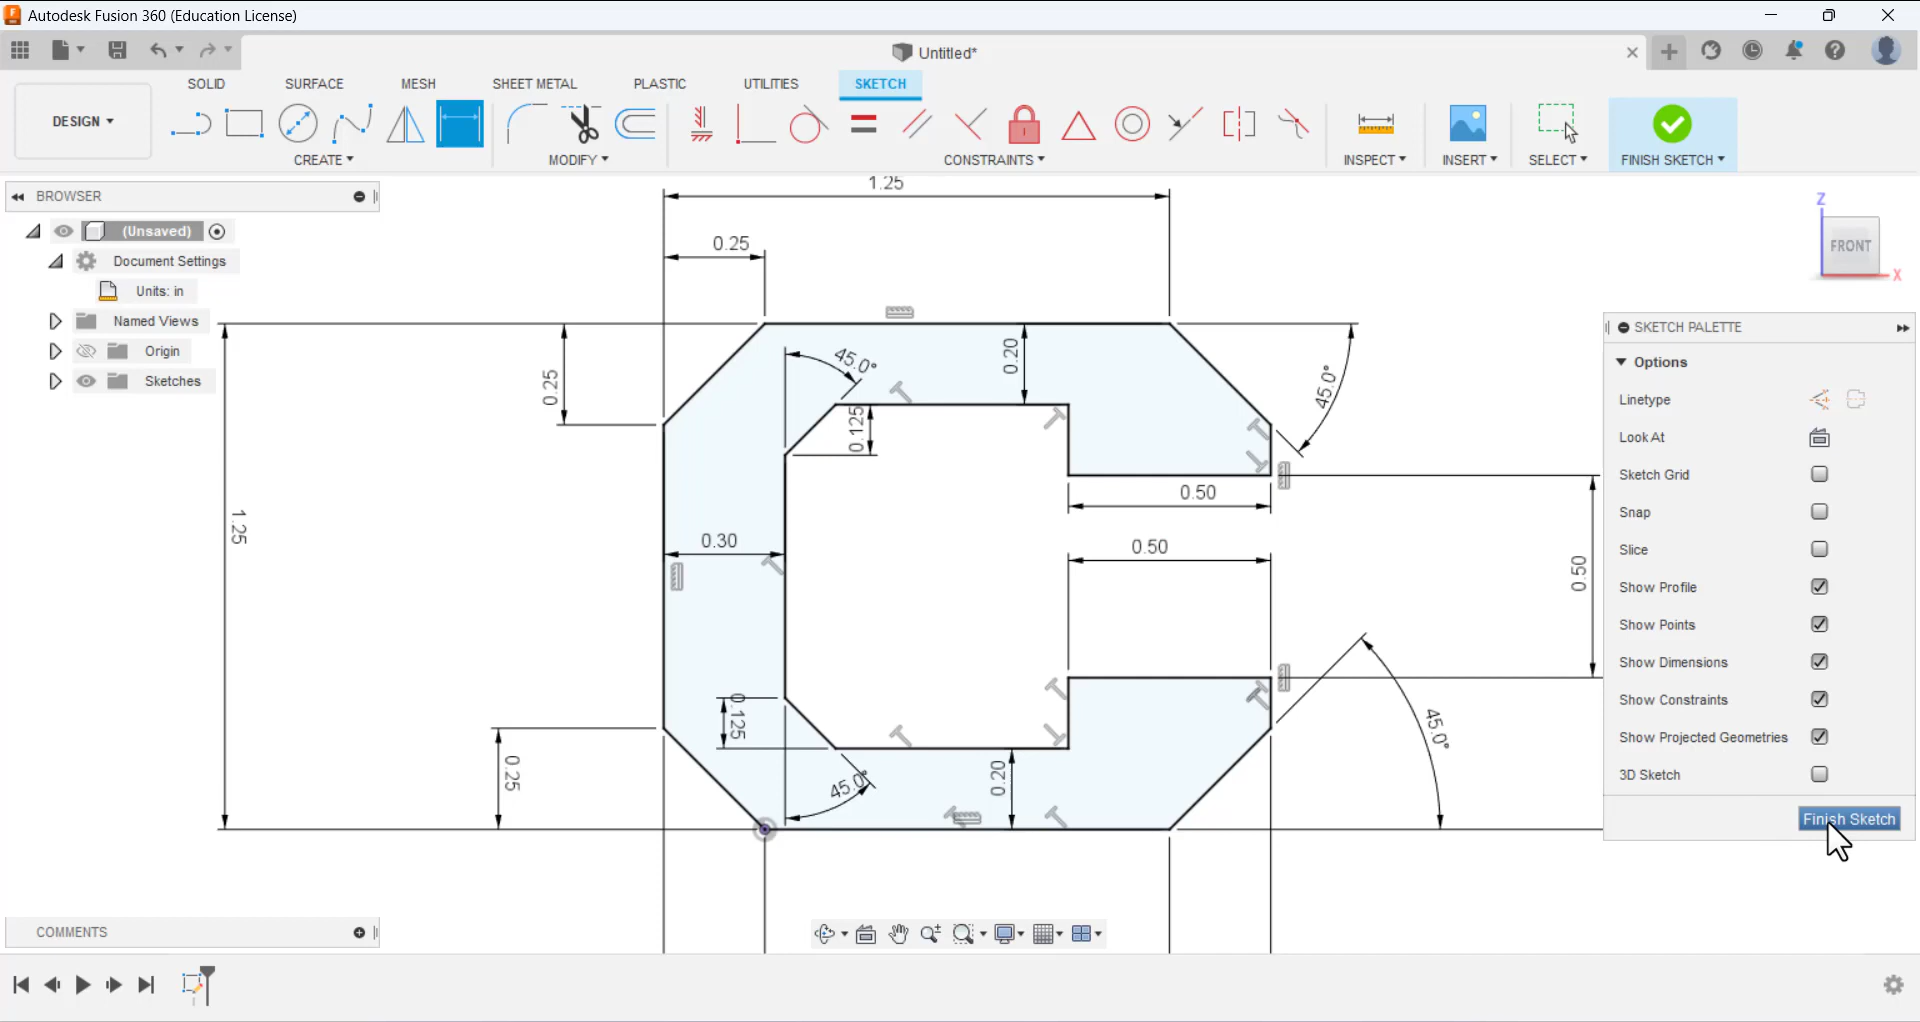 Autodesk Fusion 360 (Education License)
Untitled*
SOLID SURFACE MESH SHEET METAL PLASTIC UTILITIES SKETCH
DESIGN
CREATE MODIFY CONSTRAINTS INSPECT INSERT SELECT FINISH SKETCH
BROWSER
(Unsaved)
Document Settings
Units: in
Named Views
Origin
Sketches
1.25
0.25
0.25
45.0°
0.20
45.0°
0.125
1.25
0.50
0.30
0.50
0.50
0.125
45.0°
0.25
0.20
45.0°
Z
FRONT
X
SKETCH PALETTE
Options
Linetype
Look At
Sketch Grid
Snap
Slice
Show Profile
Show Points
Show Dimensions
Show Constraints
Show Projected Geometries
3D Sketch
Finish Sketch
COMMENTS